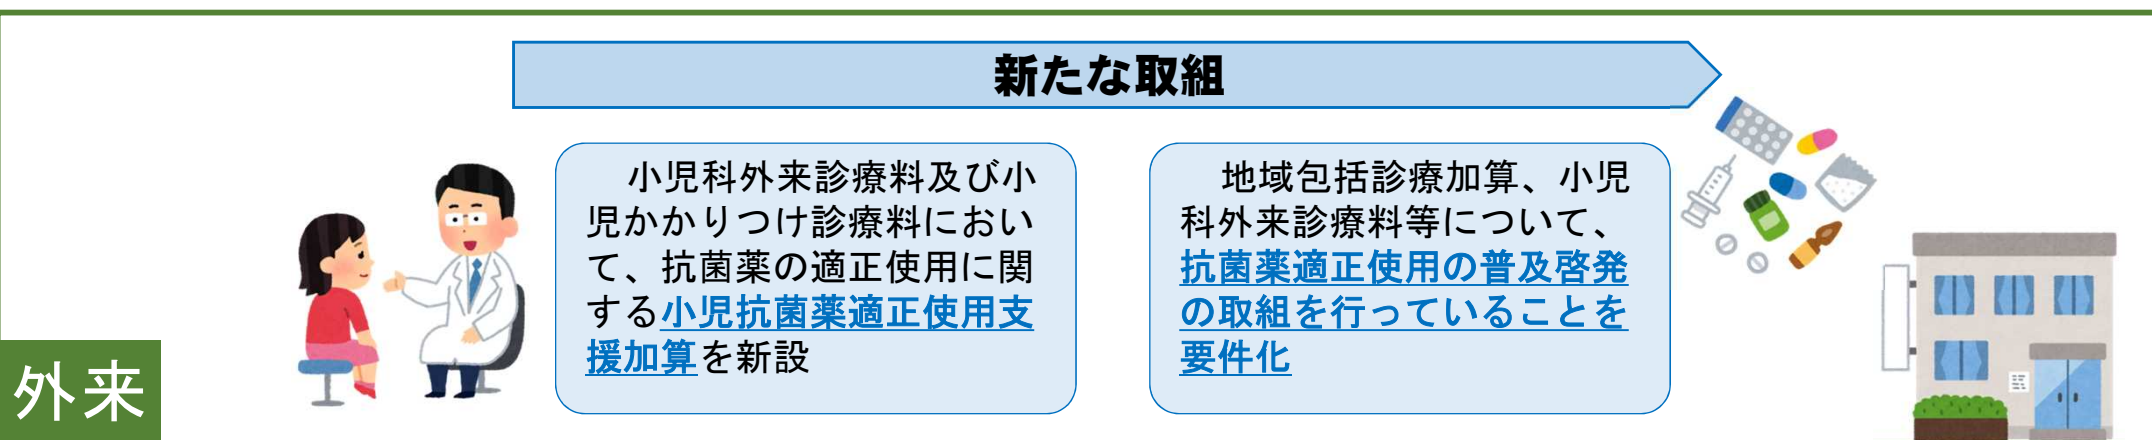 新たな取組
小児科外来診療料及び小
児かかりつけ診療料におい
て、抗菌薬の適正使用に関
する小児抗菌薬適正使用支
援加算を新設
地域包括診療加算、小児
科外来診療料等について、
抗菌薬適正使用の普及啓発
の取組を行っていることを
要件化
外来